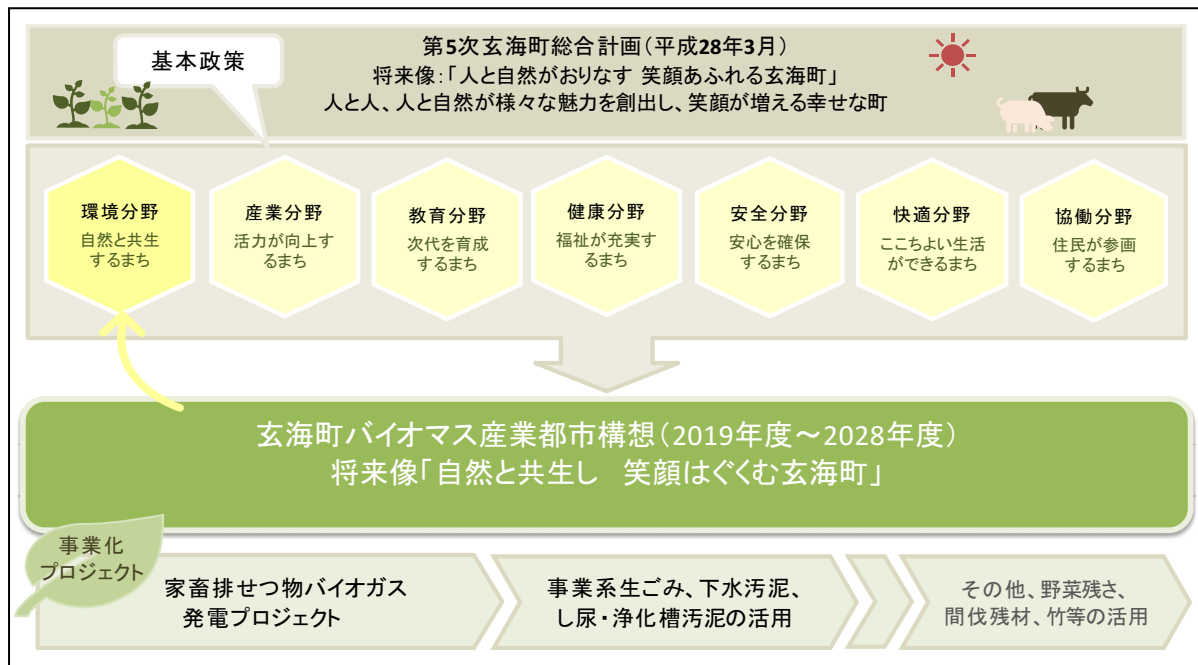 基本政策
第5次玄海町総合計画(平成28年3月)
将来像:「人と自然がおりなす 笑顔あふれる玄海町」
人と人、人と自然が様々な魅力を創出し、笑顔が増える幸せな町
環境分野
自然と共生
するまち
産業分野
活力が向上す
るまち
教育分野
次代を育成
するまち
健康分野
福祉が充実す
るまち
安全分野
安心を確保
するまち
快適分野
ここちよい生活
ができるまち
協働分野
住民が参画
するまち
玄海町バイオマス産業都市構想(2019年度～2028年度)
将来像「自然と共生し　笑顔はぐくむ玄海町」
事業化
プロジェクト
家畜排せつ物バイオガス
発電プロジェクト
事業系生ごみ、下水汚泥、
し尿・浄化槽汚泥の活用
その他、野菜残さ、
間伐残材、竹等の活用